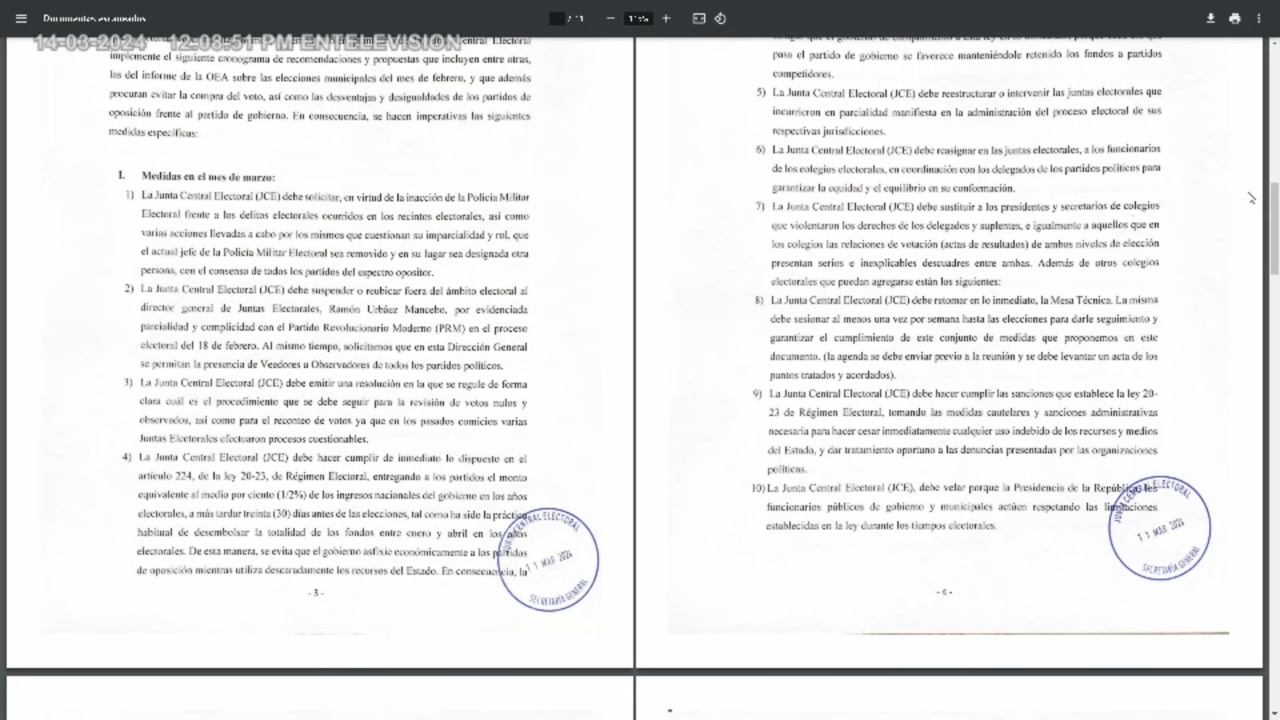 Documentos escaneados
14-03-2024 12:08:51 PM ENTELEVISION
Central Electoral
implemente el siguiente cronograma de recomendaciones y propuestas que incluyen entre otras,
las del informe de la OEA sobre las elecciones municipales del mes de febrero, y que además
procuran evitar la compra del voto, así como las desventajas y desigualdades de los partidos de
oposición frente al partido de gobierno. En consecuencia, se hacen imperativas las siguientes
medidas específicas:
I. Medidas en el mes de marzo:
1) La Junta Central Electoral (JCE) debe solicitar, en virtud de la inacción de la Policía Militar
Electoral frente a los delitos electorales ocurridos en los recintos electorales, así como
varias acciones llevadas a cabo por los mismos que cuestionan su imparcialidad y rol, que
el actual jefe de la Policía Militar Electoral sea removido y en su lugar sea designada otra
persona, con el consenso de todos los partidos del espectro opositor.
2) La Junta Central Electoral (JCE) debe suspender o reubicar fuera del ámbito electoral al
director general de Juntas Electorales, Ramón Urbáez Mancebo, por evidenciada
parcialidad y complicidad con el Partido Revolucionario Moderno (PRM) en el proceso
electoral del 18 de febrero. Al mismo tiempo, solicitamos que en esta Dirección General
se permitan la presencia de Veedores u Observadores de todos los partidos políticos.
3) La Junta Central Electoral (JCE) debe emitir una resolución en la que se regule de forma
clara cuál es el procedimiento que se debe seguir para la revisión de votos nulos y
observados, así como para el reconteo de votos ya que en los pasados comicios varias
Juntas Electorales efectuaron procesos cuestionables.
4) La Junta Central Electoral (JCE) debe hacer cumplir de inmediato lo dispuesto en el
artículo 224, de la ley 20-23, de Régimen Electoral, entregando a los partidos el monto
equivalente al medio por ciento (1/2%) de los ingresos nacionales del gobierno en los años
electorales, a más tardar treinta (30) días antes de las elecciones, tal como ha sido la práctica
habitual de desembolsar la totalidad de los fondos entre enero y abril en los años
electorales. De esta manera, se evita que el gobierno asfixie económicamente a los partidos
de oposición mientras utiliza descaradamente los recursos del Estado. En consecuencia, la
JUNTA CENTRAL ELECTORAL
11 MAR. 2024
SECRETARÍA GENERAL
- 3 -
pasa el partido de gobierno se favorece manteniéndole retenido los fondos a partidos
competidores.
5) La Junta Central Electoral (JCE) debe reestructurar o intervenir las juntas electorales que
incurrieron en parcialidad manifiesta en la administración del proceso electoral de sus
respectivas jurisdicciones.
6) La Junta Central Electoral (JCE) debe reasignar en las juntas electorales, a los funcionarios
de los colegios electorales, en coordinación con los delegados de los partidos políticos para
garantizar la equidad y el equilibrio en su conformación.
7) La Junta Central Electoral (JCE) debe sustituir a los presidentes y secretarios de colegios
que violentaron los derechos de los delegados y suplentes, e igualmente a aquellos que en
los colegios las relaciones de votación (actas de resultados) de ambos niveles de elección
presentan serios e inexplicables descuadres entre ambas. Además de otros colegios
electorales que puedan agregarse están los siguientes:
8) La Junta Central Electoral (JCE) debe retomar en lo inmediato, la Mesa Técnica. La misma
debe sesionar al menos una vez por semana hasta las elecciones para darle seguimiento y
garantizar el cumplimiento de este conjunto de medidas que proponemos en este
documento. (la agenda se debe enviar previo a la reunión y se debe levantar un acta de los
puntos tratados y acordados).
9) La Junta Central Electoral (JCE) debe hacer cumplir las sanciones que establece la ley 20-
23 de Régimen Electoral, tomando las medidas cautelares y sanciones administrativas
necesaria para hacer cesar inmediatamente cualquier uso indebido de los recursos y medios
del Estado, y dar tratamiento oportuno a las denuncias presentadas por las organizaciones
políticas.
10) La Junta Central Electoral (JCE), debe velar porque la Presidencia de la República los
funcionarios públicos de gobierno y municipales actúen respetando las limitaciones
establecidas en la ley durante los tiempos electorales.
JUNTA CENTRAL ELECTORAL
11 MAR. 2024
SECRETARÍA GENERAL
- 4 -